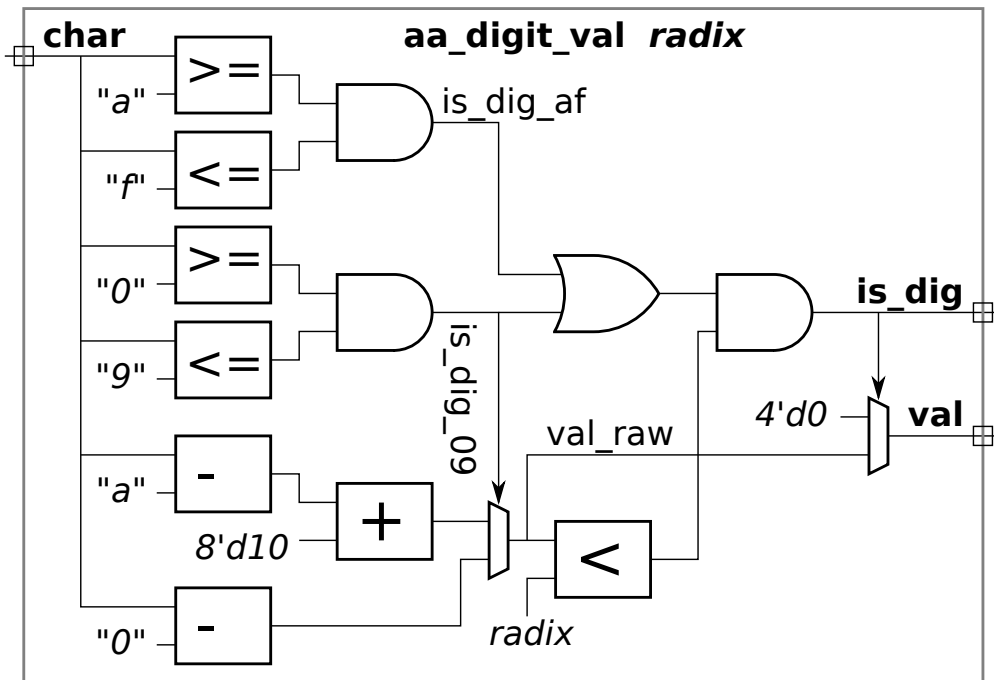 char
aa_digit_val radix
>=
"a"
is_dig_af
<=
"f"
>=
"0"
is_dig
<=
"9"
is_dig_09
4'd0
val
val_raw
-
"a"
+
8'd10
<
radix
-
"0"